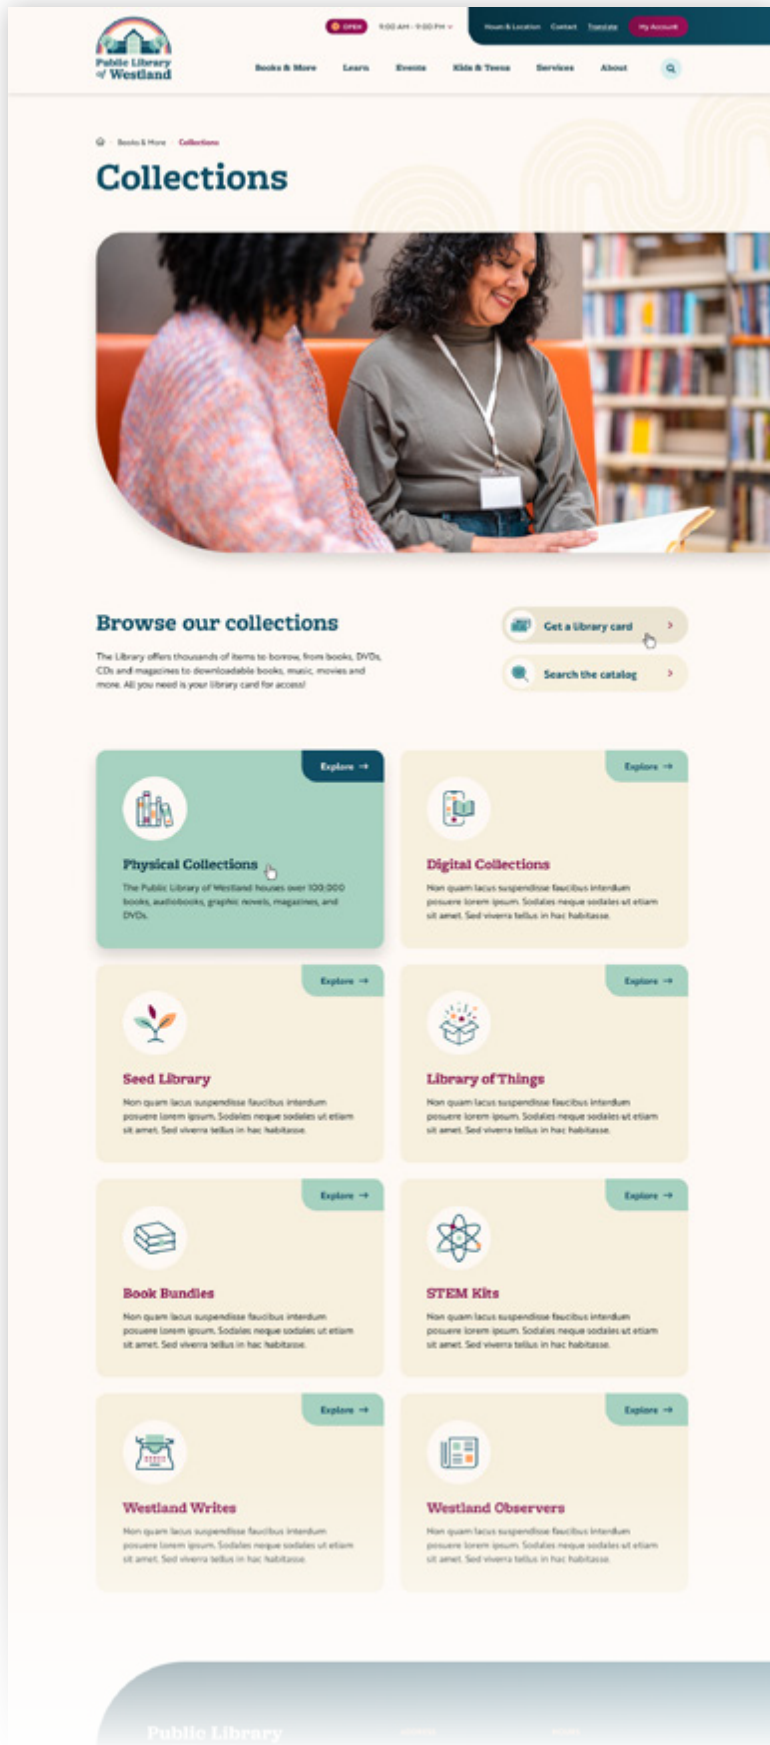 Public Library
of Westland
OPEN
9:00 AM - 9:00 PM
Hours & Location
Contact
Translate
My Account
Books & More
Learn
Events
Kids & Teens
Services
About
Books & More
Collections
Collections
Browse our collections
The Library offers thousands of items to borrow, from books, DVDs,
CDs and magazines to downloadable books, music, movies and
more. All you need is your library card for access!
Get a library card
Search the catalog
Explore →
Physical Collections
The Public Library of Westland houses over 100,000
books, audiobooks, graphic novels, magazines, and
DVDs.
Explore →
Digital Collections
Non quam lacus suspendisse faucibus interdum
posuere lorem ipsum. Sodales neque sodales ut etiam
sit amet. Sed viverra tellus in hac habitasse.
Explore →
Seed Library
Non quam lacus suspendisse faucibus interdum
posuere lorem ipsum. Sodales neque sodales ut etiam
sit amet. Sed viverra tellus in hac habitasse.
Explore →
Library of Things
Non quam lacus suspendisse faucibus interdum
posuere lorem ipsum. Sodales neque sodales ut etiam
sit amet. Sed viverra tellus in hac habitasse.
Explore →
Book Bundles
Non quam lacus suspendisse faucibus interdum
posuere lorem ipsum. Sodales neque sodales ut etiam
sit amet. Sed viverra tellus in hac habitasse.
Explore →
STEM Kits
Non quam lacus suspendisse faucibus interdum
posuere lorem ipsum. Sodales neque sodales ut etiam
sit amet. Sed viverra tellus in hac habitasse.
Explore →
Westland Writes
Non quam lacus suspendisse faucibus interdum
posuere lorem ipsum. Sodales neque sodales ut etiam
sit amet. Sed viverra tellus in hac habitasse.
Explore →
Westland Observers
Non quam lacus suspendisse faucibus interdum
posuere lorem ipsum. Sodales neque sodales ut etiam
sit amet. Sed viverra tellus in hac habitasse.
Public Library